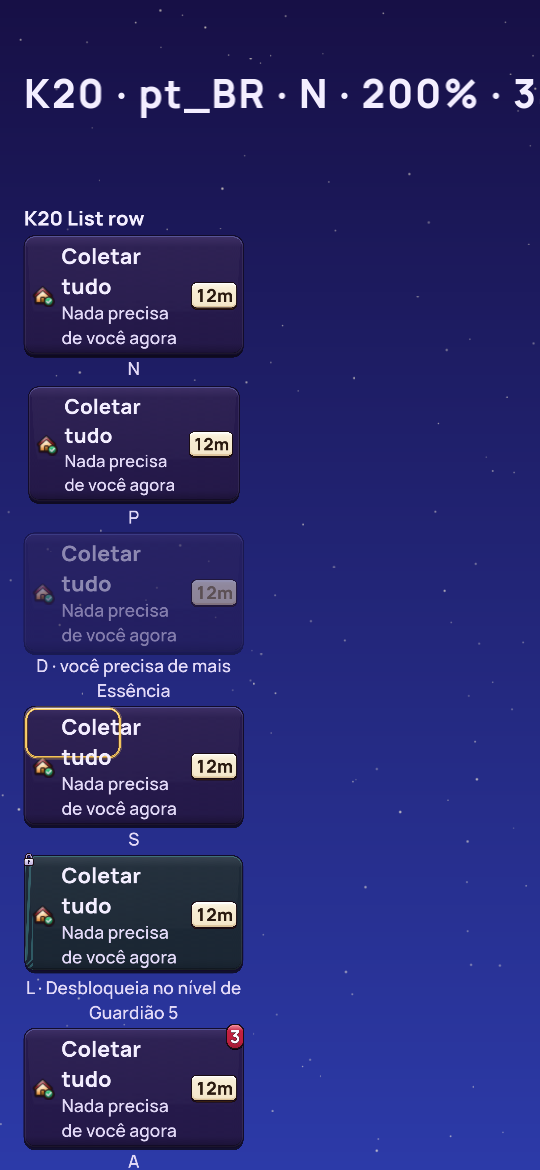 K20 · pt_BR · N · 200% · 3
K20 List row
Coletar
tudo
Nada precisa
de você agora
12m
N
Coletar
tudo
Nada precisa
de você agora
12m
P
Coletar
tudo
Nada precisa
de você agora
12m
D · você precisa de mais
Essência
Coletar
tudo
Nada precisa
de você agora
12m
S
Coletar
tudo
Nada precisa
de você agora
12m
L · Desbloqueia no nível de
Guardião 5
3
Coletar
tudo
Nada precisa
de você agora
12m
A